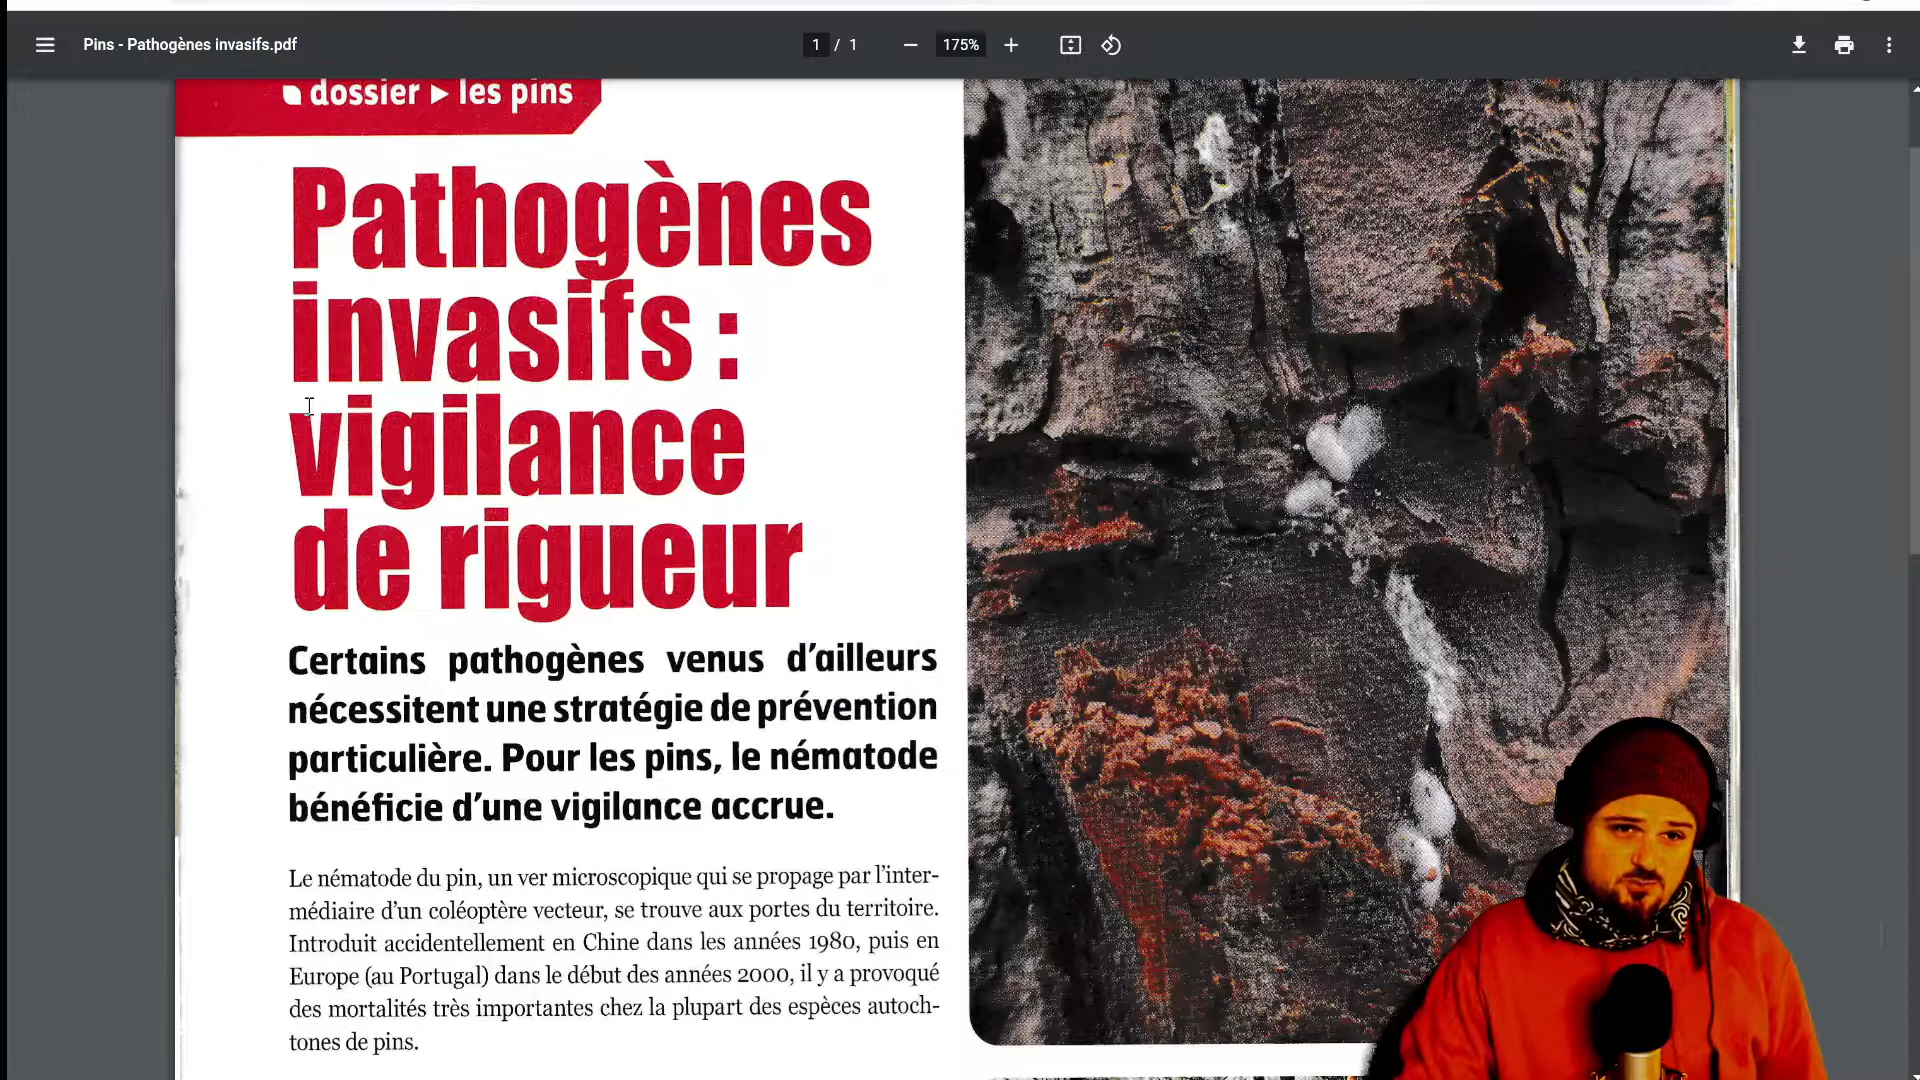 Pins - Pathogènes invasifs.pdf
1 / 1
175%
dossier ▸ les pins
Pathogènes
invasifs :
vigilance
de rigueur
Certains pathogènes venus d'ailleurs
nécessitent une stratégie de prévention
particulière. Pour les pins, le nématode
bénéficie d'une vigilance accrue.
Le nématode du pin, un ver microscopique qui se propage par l'inter-
médiaire d'un coléoptère vecteur, se trouve aux portes du territoire.
Introduit accidentellement en Chine dans les années 1980, puis en
Europe (au Portugal) dans le début des années 2000, il y a provoqué
des mortalités très importantes chez la plupart des espèces autoch-
tones de pins.